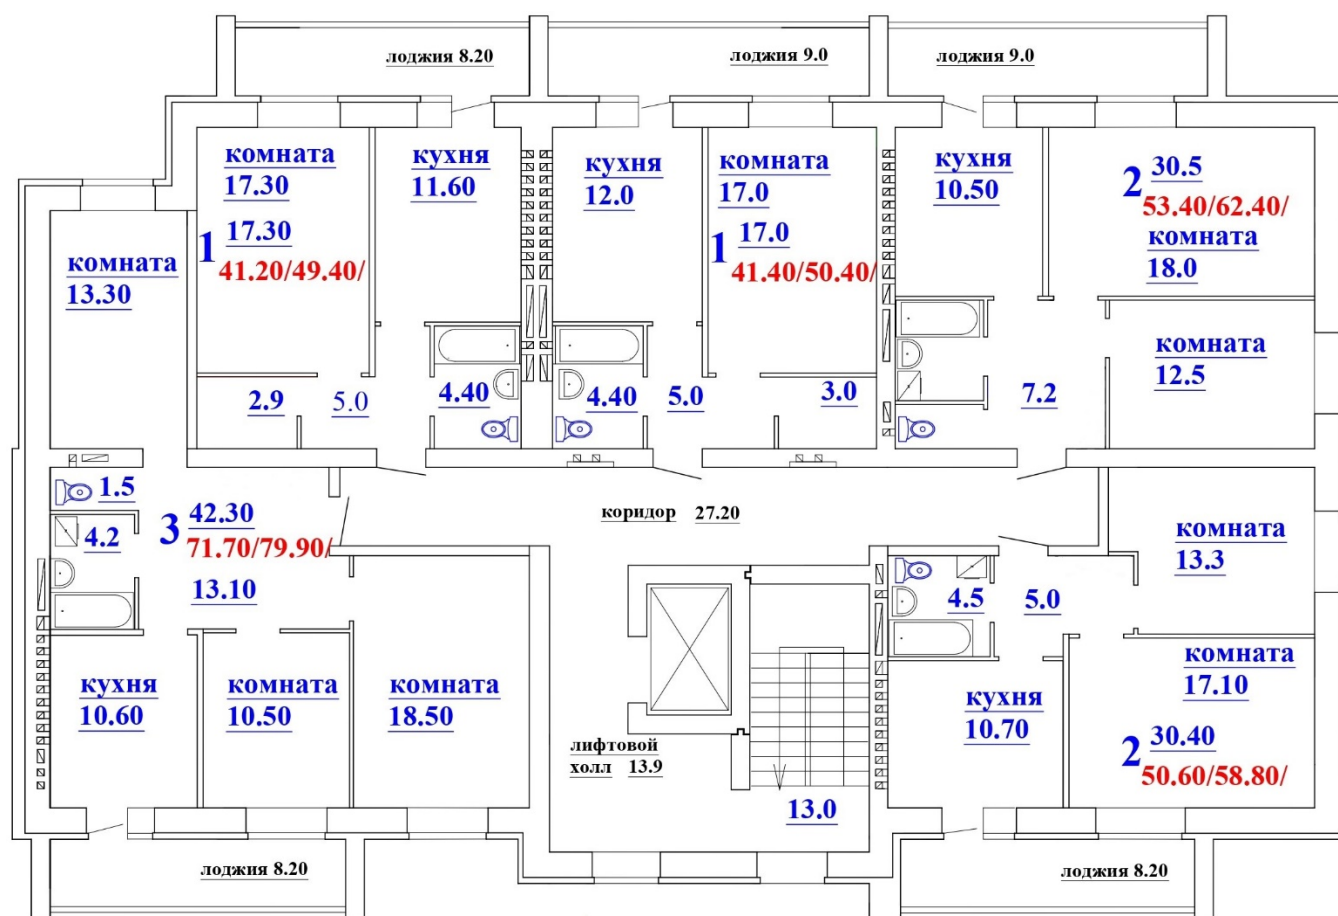 лоджия 8.20
лоджия 9.0
лоджия 9.0
комната
17.30
1
17.30
41.20/49.40/
кухня
11.60
2.9
5.0
4.40
кухня
12.0
комната
17.0
1
17.0
41.40/50.40/
4.40
5.0
3.0
кухня
10.50
2
30.5
53.40/62.40/
комната
18.0
комната
12.5
7.2
комната
13.30
1.5
4.2
3
42.30
71.70/79.90/
13.10
кухня
10.60
комната
10.50
комната
18.50
лоджия 8.20
коридор 27.20
лифтовой
холл 13.9
13.0
4.5
5.0
комната
13.3
кухня
10.70
комната
17.10
2
30.40
50.60/58.80/
лоджия 8.20